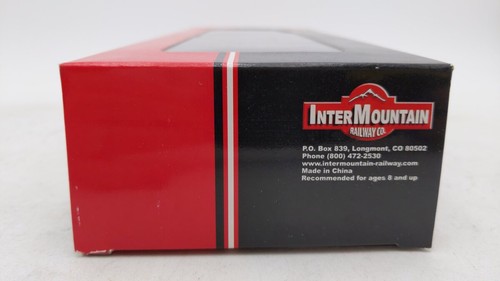 INTERMOUNTAIN
RAILWAY CO.
P.O. Box 839, Longmont, CO 80502
Phone (800) 472-2530
www.intermountain-railway.com
Made in China
Recommended for ages 8 and up